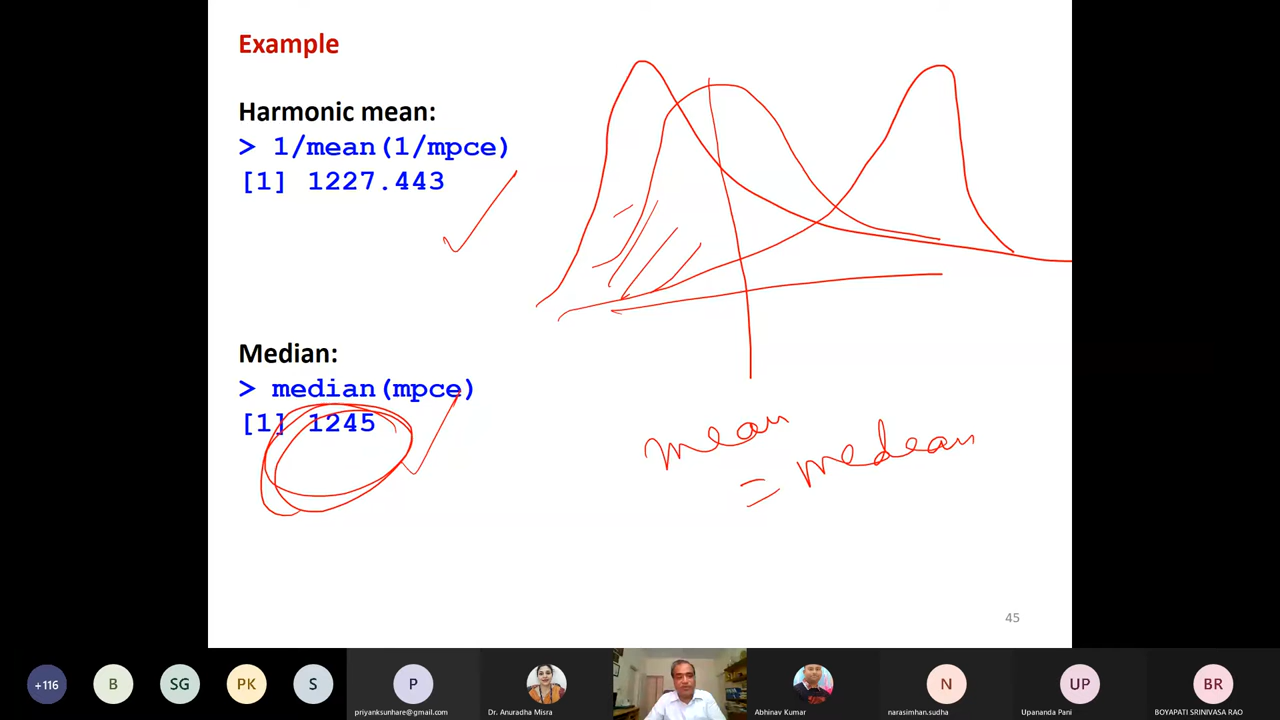 Example
Harmonic mean:
> 1/mean(1/mpce)
[1] 1227.443
Median:
> median(mpce)
[1] 1245
mean
= medean
45
+116
B
SG
PK
S
P
N
UP
BR
priyanksunhare@gmail.com
Dr. Anuradha Misra
Abhinav Kumar
narasimhan.sudha
Upananda Pani
BOYAPATI SRINIVASA RAO